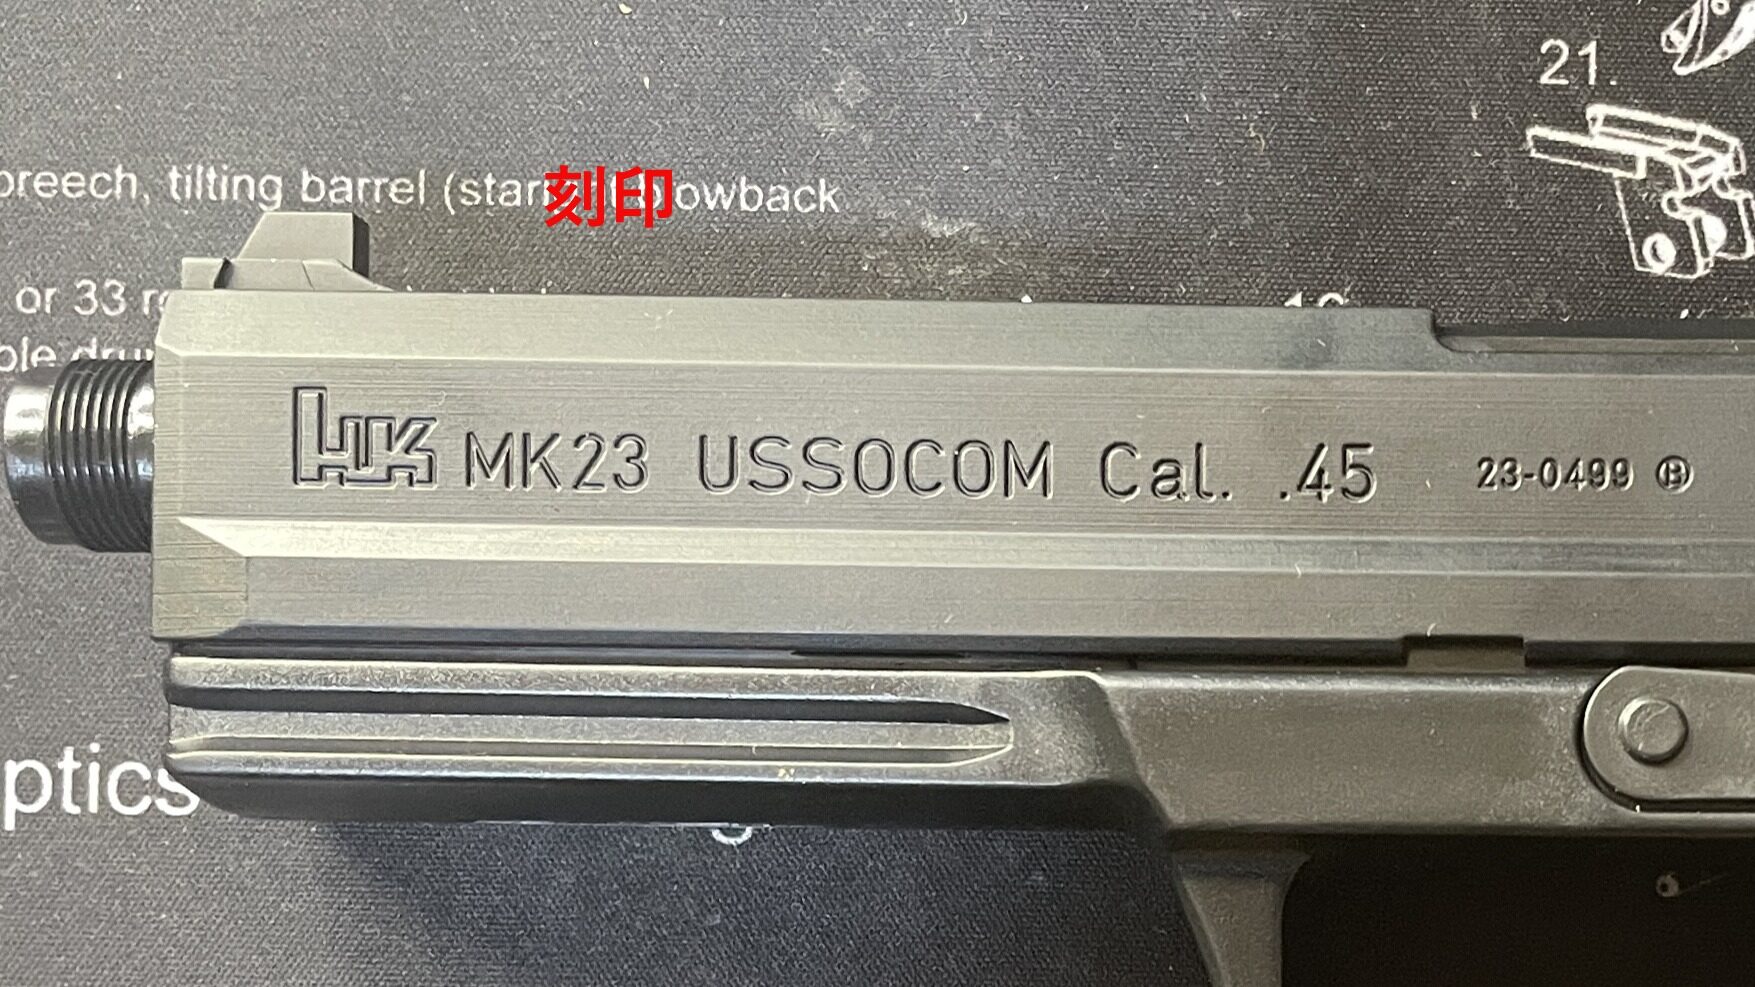 21.
breech, tilting barrel (star
刻印
owback
or 33 r
HK MK23 USSOCOM Cal. .45 23-0499 Ⓑ
ptics